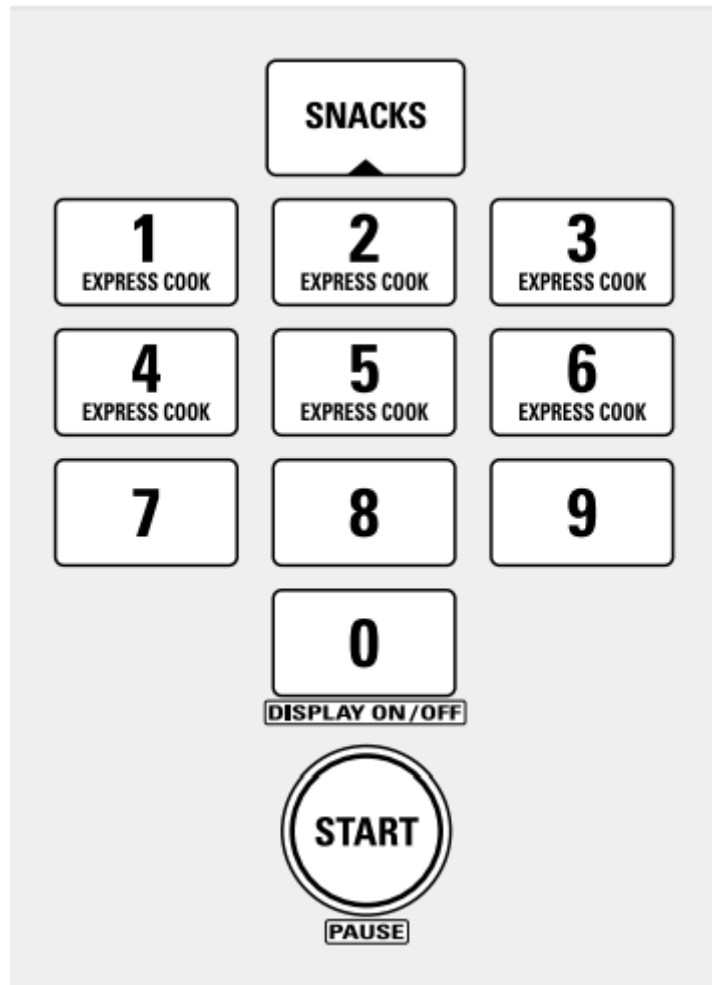 SNACKS
1 2 3
EXPRESS COOK EXPRESS COOK EXPRESS COOK
4 5 6
EXPRESS COOK EXPRESS COOK EXPRESS COOK
7 8 9
0
DISPLAY ON/OFF
START
PAUSE